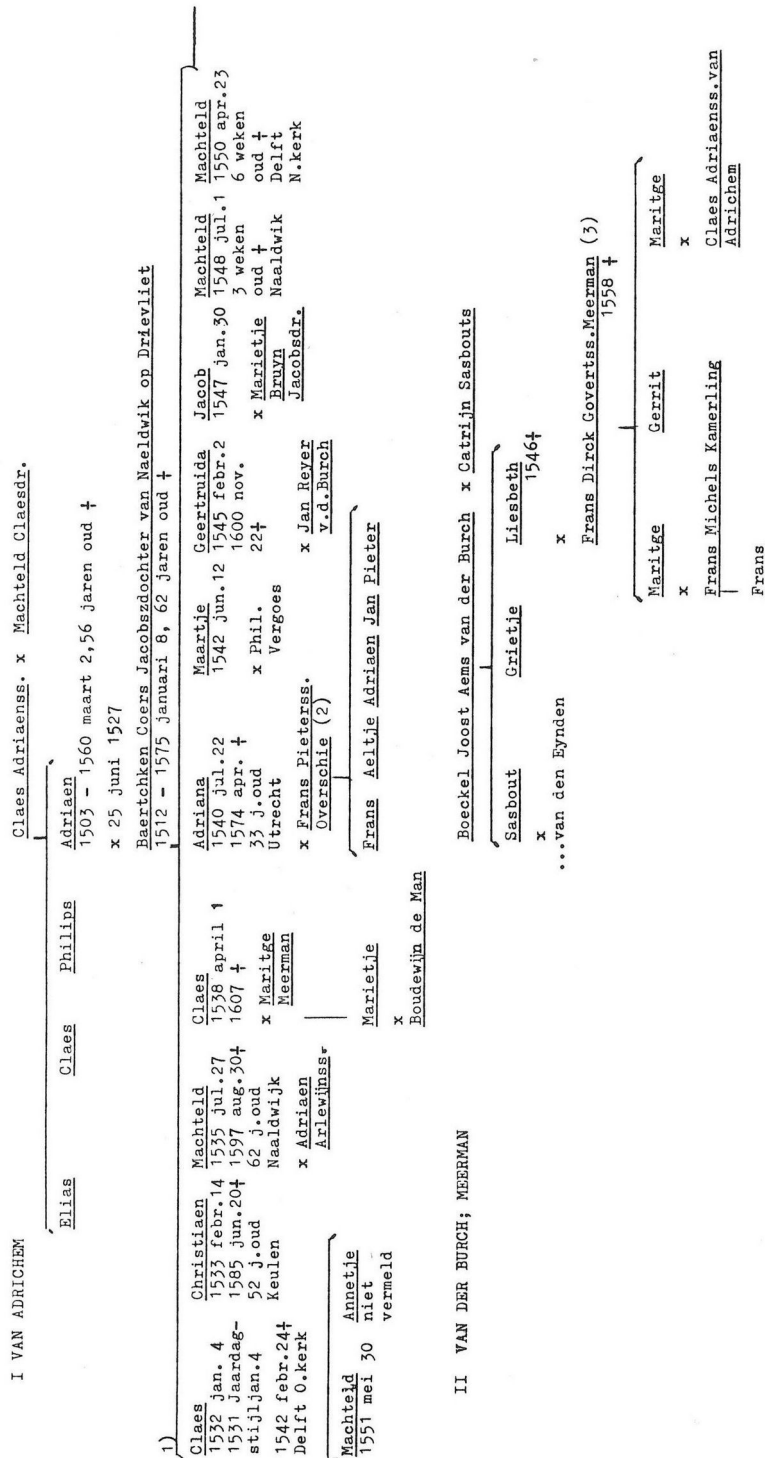 I VAN ADRICHEM
Claes Adriaenss. x Machteld Claesdr.
Elias
Claes
Philips
Adriaen
1503 - 1560 maart 2,56 jaren oud †
x 25 juni 1527
Baertchken Coers Jacobszdochter van Naeldwik op Drievliet
1512 - 1575 januari 8, 62 jaren oud †
1)
Claes
1532 jan. 4
1531 Jaardag-
stijljan.4
1542 febr.24†
Delft O.kerk
Christiaen
1533 febr.14
1585 jun.20†
52 j.oud
Keulen
Machteld
1535 jul.27
1597 aug.30†
62 j.oud
Naaldwijk
x Adriaen
Arlewijnss.
Claes
1538 april 1
1607 †
x Maritge
Meerman
Marietje
x
Boudewijn de Man
Adriana
1540 jul.22
1574 apr. †
33 j.oud
Utrecht
x Frans Pieterss.
Overschie (2)
Frans Aeltje Adriaen Jan Pieter
Maartje
1542 jun.12
x Phil.
Vergoes
Geertruida
1545 febr.2
1600 nov.
22†
x Jan Reyer
v.d.Burch
Jacob
1547 jan.30
x Marietje
Bruyn
Jacobsdr.
Machteld
1548 jul.1
3 weken
oud †
Naaldwik
Machteld
1550 apr.23
6 weken
oud †
Delft
N.kerk
Machteld
1551 mei 30
Annetje
niet
vermeld
II VAN DER BURCH; MEERMAN
Boeckel Joost Aems van der Burch x Catrijn Sasbouts
Sasbout
x
...van den Eynden
Grietje
Liesbeth
1546†
x
Frans Dirck Govertss.Meerman (3)
1558 †
Maritge
x
Frans Michels Kamerling
Frans
Gerrit
Maritge
x
Claes Adriaenss.van
Adrichem